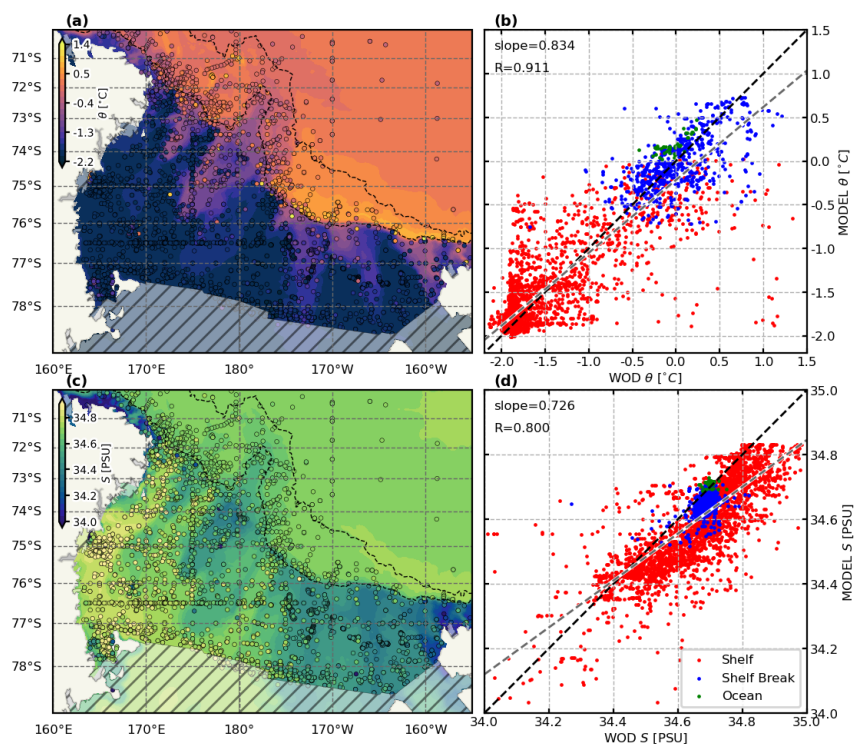 (a)
71°S
72°S
73°S
74°S
75°S
76°S
77°S
78°S
1.4
0.5
-0.4
-1.3
-2.2
θ [°C]
160°E
170°E
180°
170°W
160°W
(b)
slope=0.834
R=0.911
1.5
1.0
0.5
0.0
-0.5
-1.0
-1.5
-2.0
MODEL θ [°C]
-2.0
-1.5
-1.0
-0.5
0.0
0.5
1.0
1.5
WOD θ [°C]
(c)
71°S
72°S
73°S
74°S
75°S
76°S
77°S
78°S
34.8
34.6
34.4
34.2
34.0
S [PSU]
160°E
170°E
180°
170°W
160°W
(d)
slope=0.726
R=0.800
35.0
34.8
34.6
34.4
34.2
34.0
MODEL S [PSU]
Shelf
Shelf Break
Ocean
34.0
34.2
34.4
34.6
34.8
35.0
WOD S [PSU]